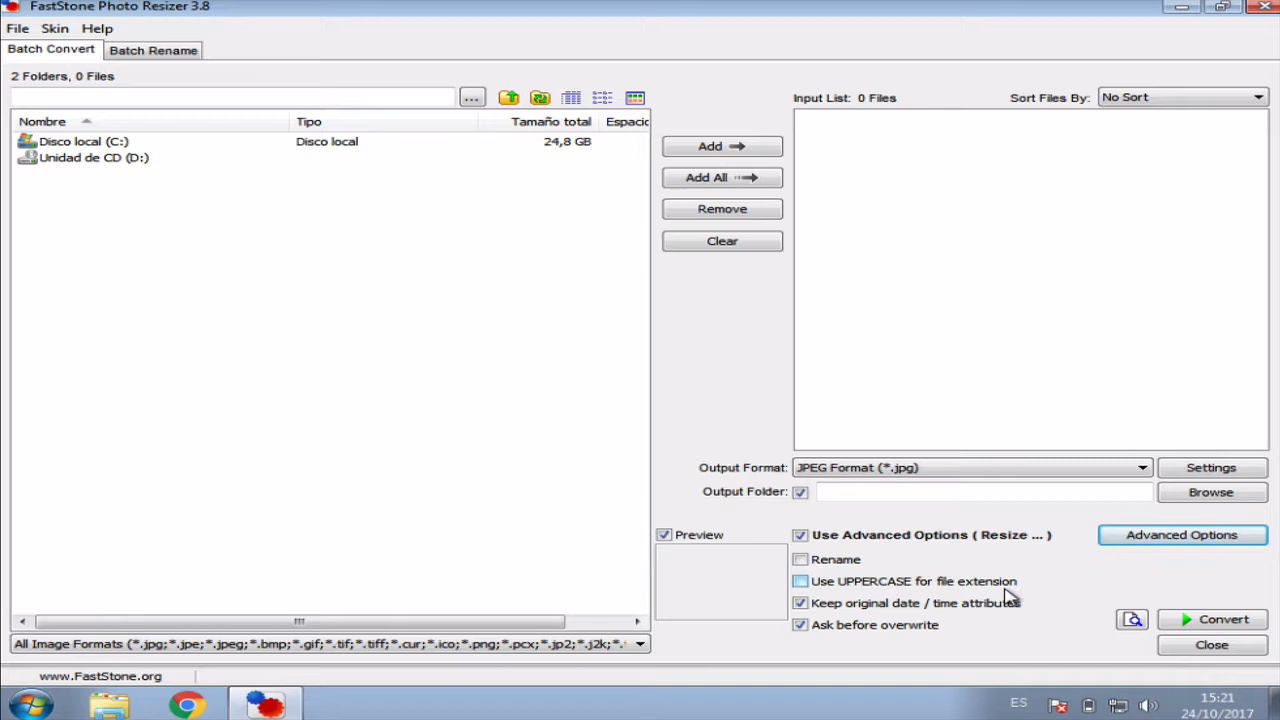 FastStone Photo Resizer 3.8
File Skin Help
Batch Convert Batch Rename
2 Folders, 0 Files
...
Input List: 0 Files Sort Files By: No Sort
Nombre Tipo Tamaño total Espacic
Disco local (C:) Disco local 24,8 GB
Unidad de CD (D:)
Add
Add All
Remove
Clear
Output Format: JPEG Format (*.jpg) Settings
Output Folder: Browse
Preview
Use Advanced Options ( Resize ... ) Advanced Options
Rename
Use UPPERCASE for file extension
Keep original date / time attributes
Ask before overwrite
Convert
Close
All Image Formats (*.jpg;*.jpe;*.jpeg;*.bmp;*.gif;*.tif;*.tiff;*.cur;*.ico;*.png;*.pcx;*.jp2;*.j2k;*.
www.FastStone.org
ES
15:21
24/10/2017